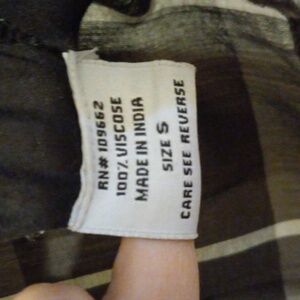 RN# 109662
100% VISCOSE
MADE IN INDIA
SIZE S
CARE SEE REVERSE